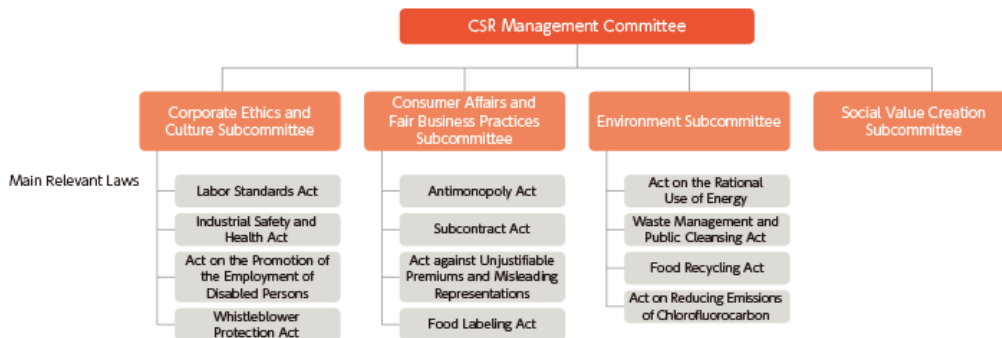 CSR Management Committee
Corporate Ethics and
Culture Subcommittee
Consumer Affairs and
Fair Business Practices
Subcommittee
Environment Subcommittee
Social Value Creation
Subcommittee
Main Relevant Laws
Labor Standards Act
Industrial Safety and
Health Act
Act on the Promotion of
the Employment of
Disabled Persons
Whistleblower
Protection Act
Antimonopoly Act
Subcontract Act
Act against Unjustifiable
Premiums and Misleading
Representations
Food Labeling Act
Act on the Rational
Use of Energy
Waste Management and
Public Cleansing Act
Food Recycling Act
Act on Reducing Emissions
of Chlorofluorocarbon